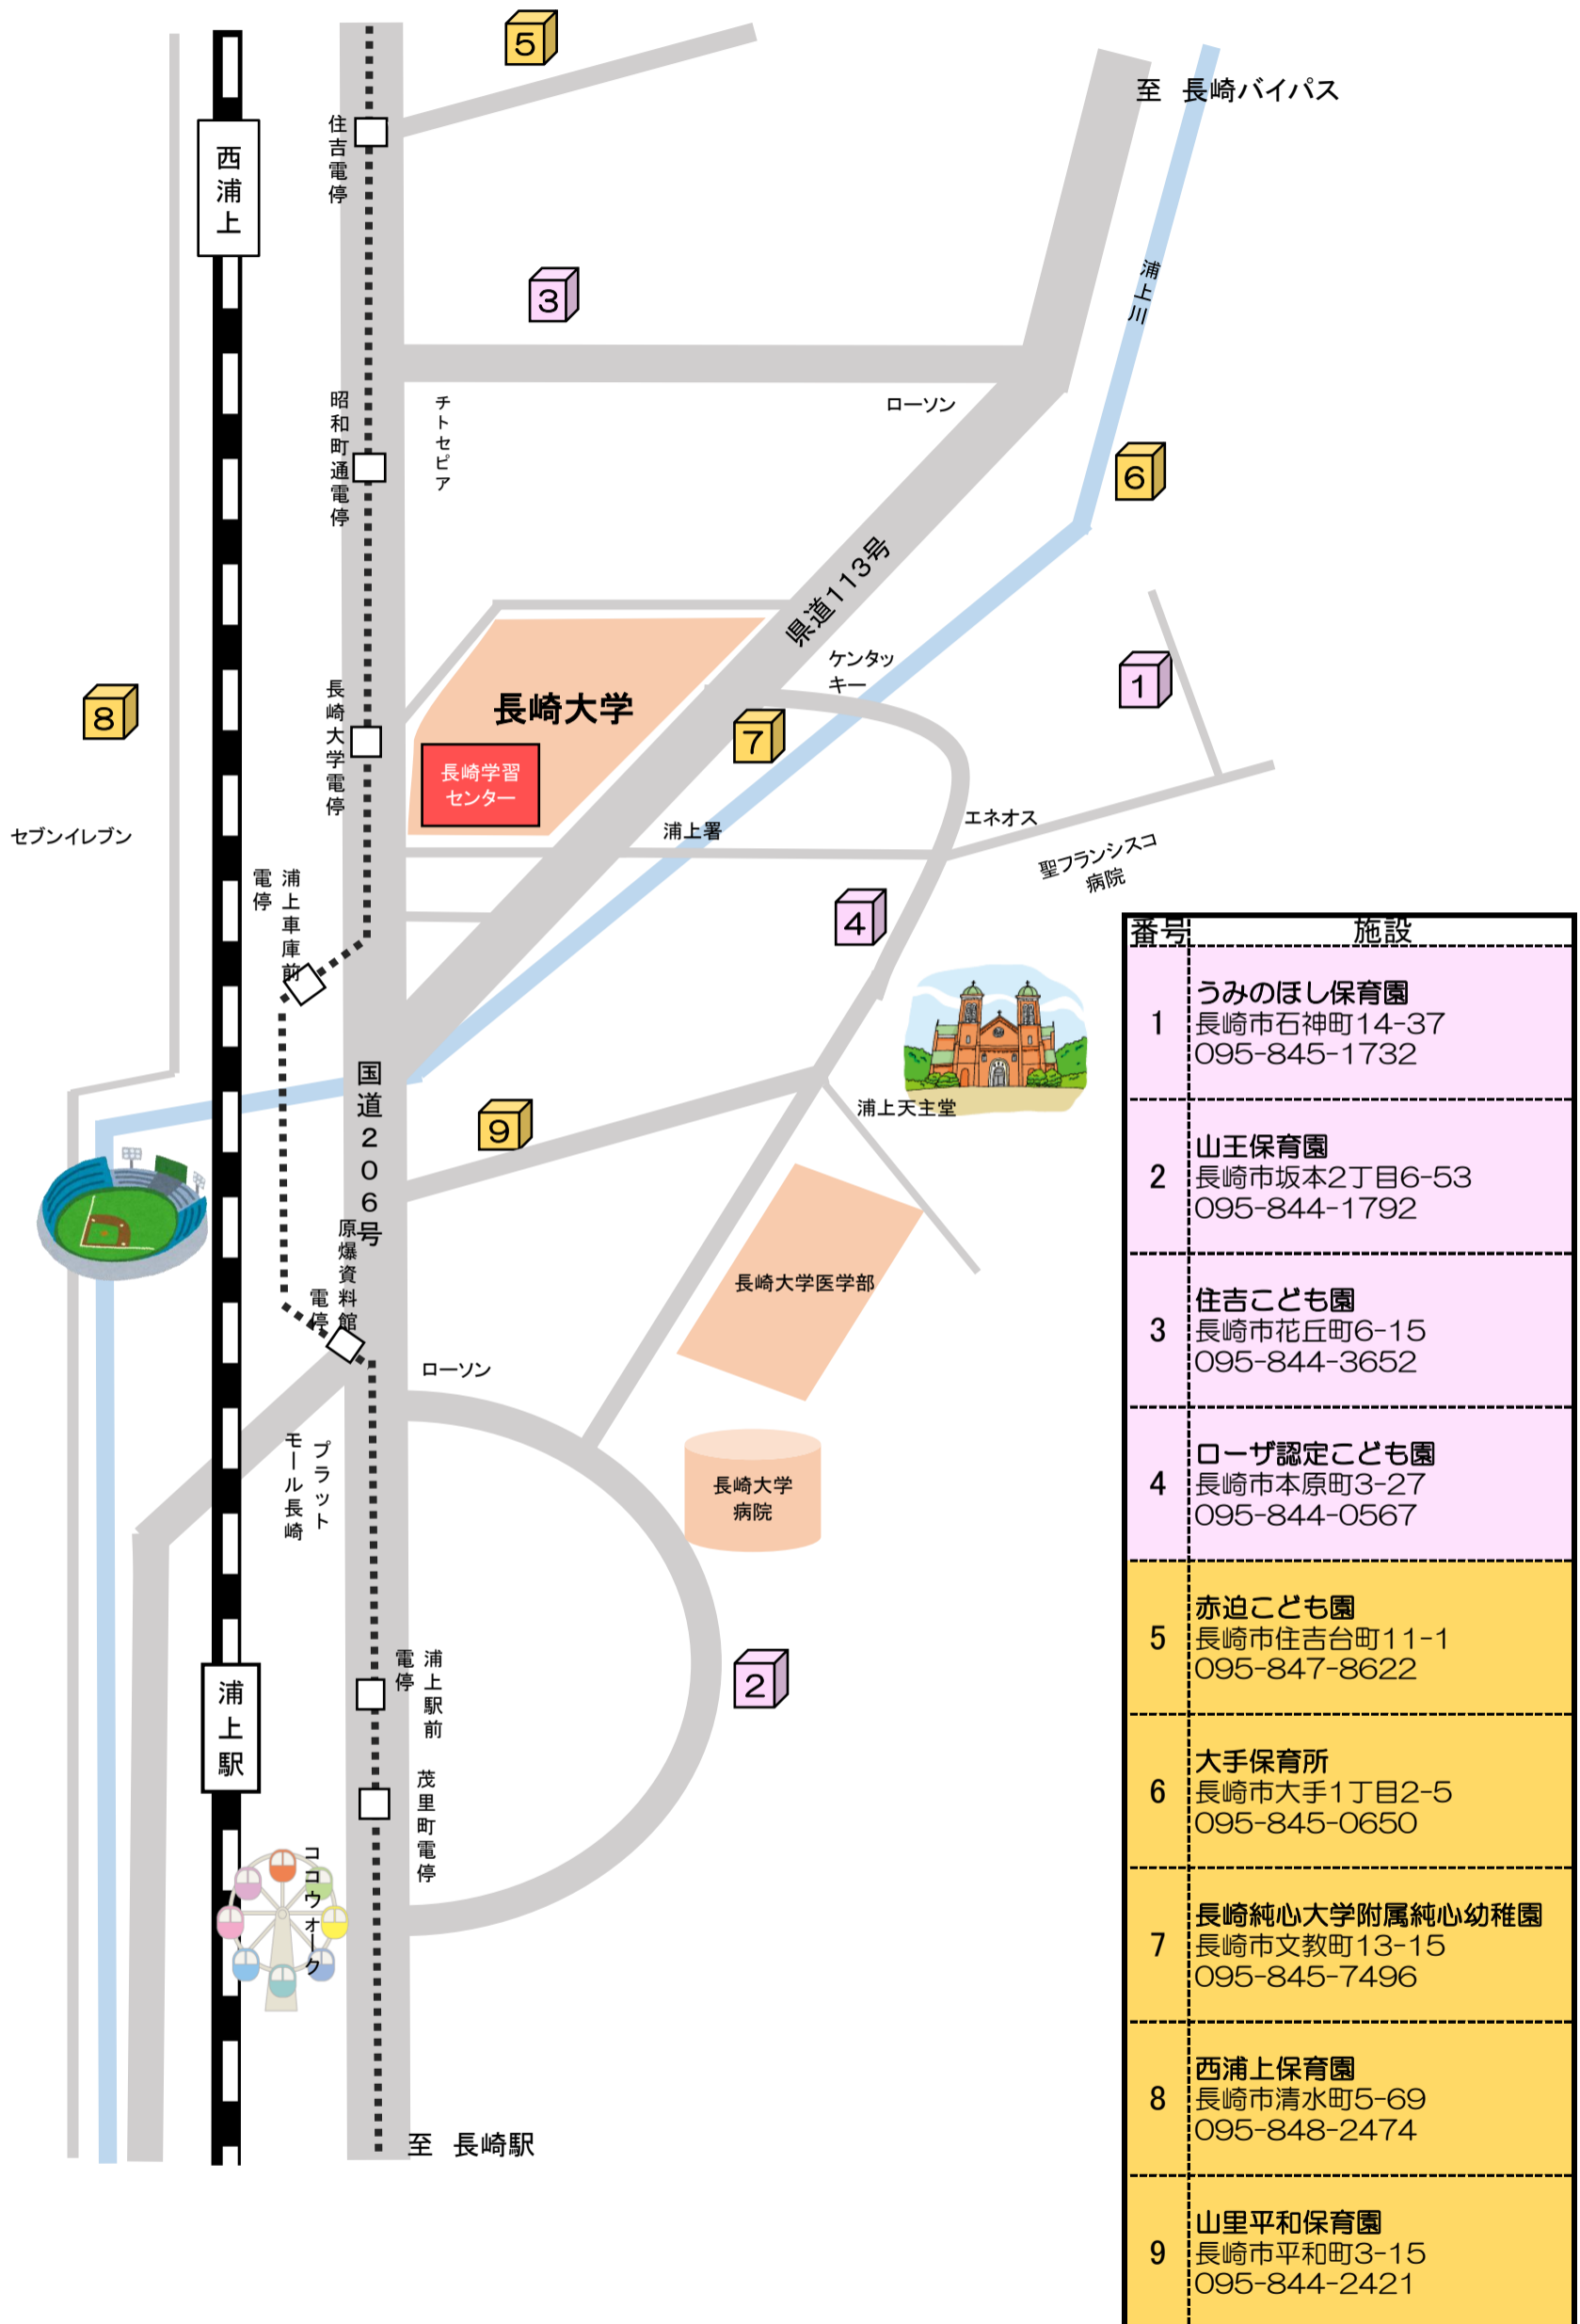 5
至 長崎バイパス
住吉電停
西浦上
浦上川
3
昭和町通電停
チトセピア
ローソン
6
県道113号
ケンタッ
キー
1
長崎大学電停
長崎大学
8
7
長崎学習
センター
セブンイレブン
浦上署
エネオス
聖フランシスコ
病院
浦上車庫前
電停
4
国道206号
浦上天主堂
9
原爆資料館
電停
長崎大学医学部
ローソン
プラット
モール長崎
長崎大学
病院
浦上駅前
電停
浦上駅
2
茂里町電停
ココウォーク
至 長崎駅
番号 施設
1
うみのほし保育園
長崎市石神町14-37
095-845-1732
2
山王保育園
長崎市坂本2丁目6-53
095-844-1792
3
住吉こども園
長崎市花丘町6-15
095-844-3652
4
ローザ認定こども園
長崎市本原町3-27
095-844-0567
5
赤迫こども園
長崎市住吉台町11-1
095-847-8622
6
大手保育所
長崎市大手1丁目2-5
095-845-0650
7
長崎純心大学附属純心幼稚園
長崎市文教町13-15
095-845-7496
8
西浦上保育園
長崎市清水町5-69
095-848-2474
9
山里平和保育園
長崎市平和町3-15
095-844-2421